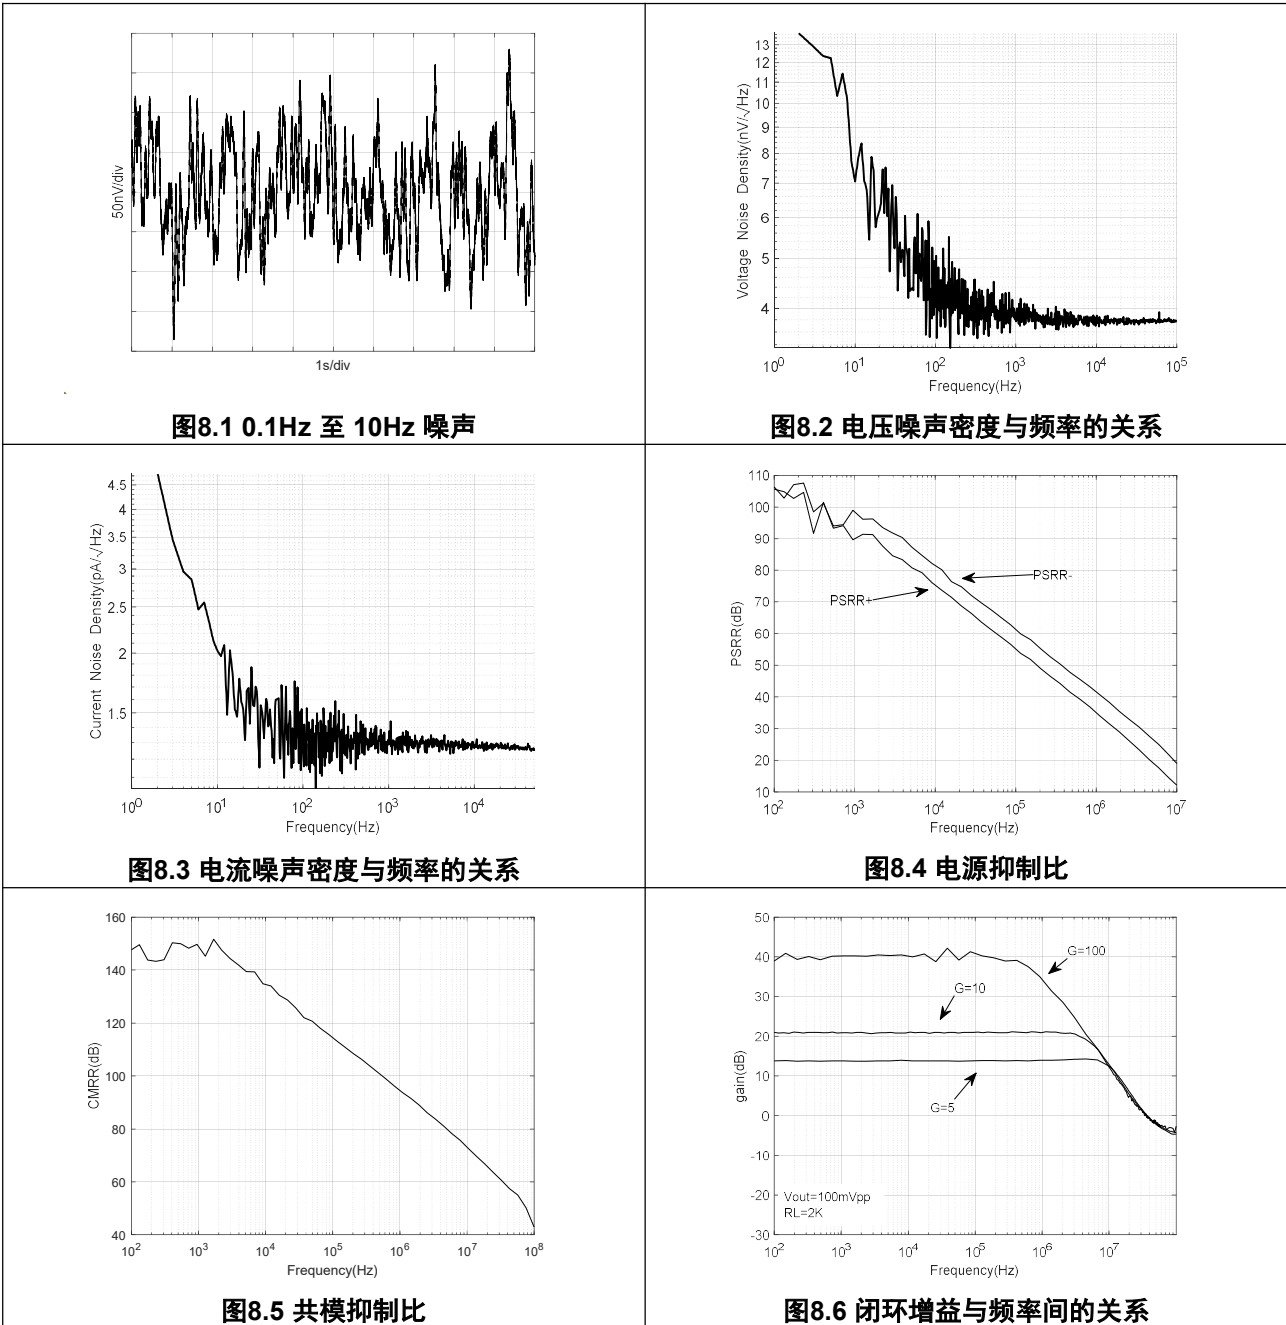 50nV/div
1s/div
图8.1 0.1Hz 至 10Hz 噪声
13
12
11
10
9
8
7
6
5
4
Voltage Noise Density(nV/√Hz)
10⁰ 10¹ 10² 10³ 10⁴ 10⁵
Frequency(Hz)
图8.2 电压噪声密度与频率的关系
4.5
4
3.5
3
2.5
2
1.5
Current Noise Density(pA/√Hz)
10⁰ 10¹ 10² 10³ 10⁴
Frequency(Hz)
图8.3 电流噪声密度与频率的关系
110
100
90
80
70
60
50
40
30
20
10
PSRR(dB)
PSRR-
PSRR+
10² 10³ 10⁴ 10⁵ 10⁶ 10⁷
Frequency(Hz)
图8.4 电源抑制比
160
140
120
100
80
60
40
CMRR(dB)
10² 10³ 10⁴ 10⁵ 10⁶ 10⁷ 10⁸
Frequency(Hz)
图8.5 共模抑制比
50
40
30
20
10
0
-10
-20
-30
gain(dB)
G=100
G=10
G=5
Vout=100mVpp
RL=2K
10² 10³ 10⁴ 10⁵ 10⁶ 10⁷
Frequency(Hz)
图8.6 闭环增益与频率间的关系